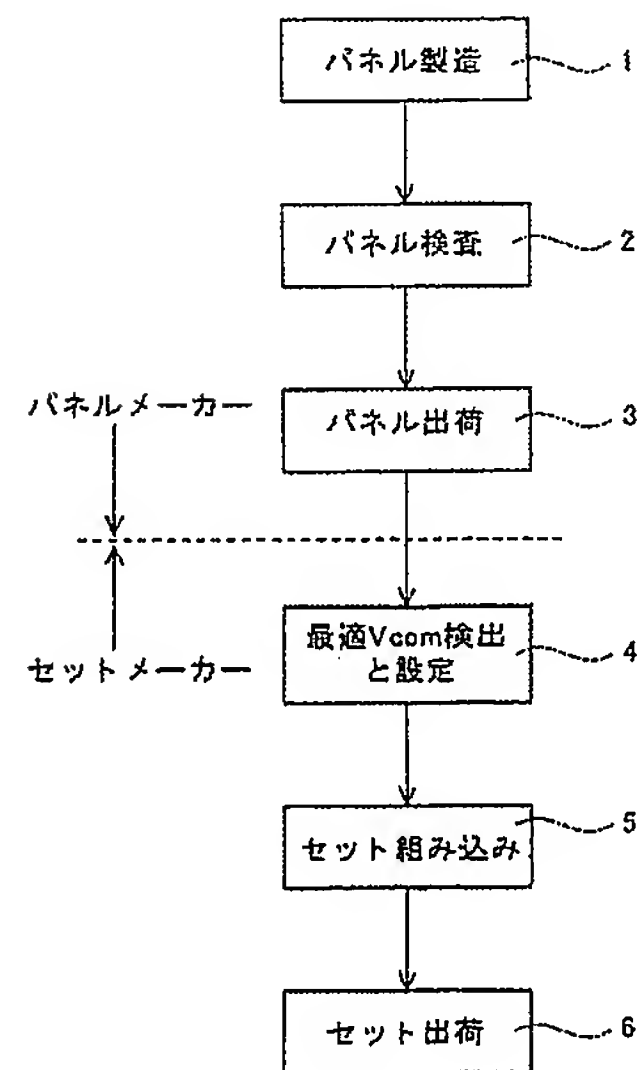 パネル製造 1
パネル検査 2
パネル出荷 3
パネルメーカー
セットメーカー
最適Vcom検出
と設定 4
セット組み込み 5
セット出荷 6